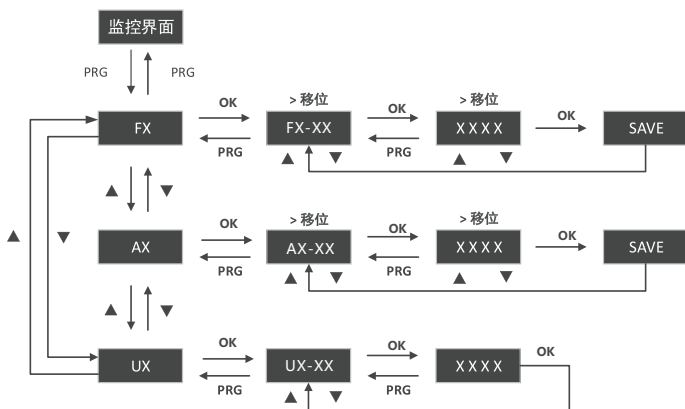 监控界面
PRG PRG
FX
OK
PRG
>移位
FX-XX
▲ ▼
OK
PRG
>移位
XXXX
▲ ▼
OK
SAVE
▲ ▼
▲ ▼
AX
OK
PRG
>移位
AX-XX
▲ ▼
OK
PRG
>移位
XXXX
▲ ▼
OK
SAVE
▲ ▼
UX
OK
PRG
UX-XX
▲ ▼
OK
PRG
XXXX
OK